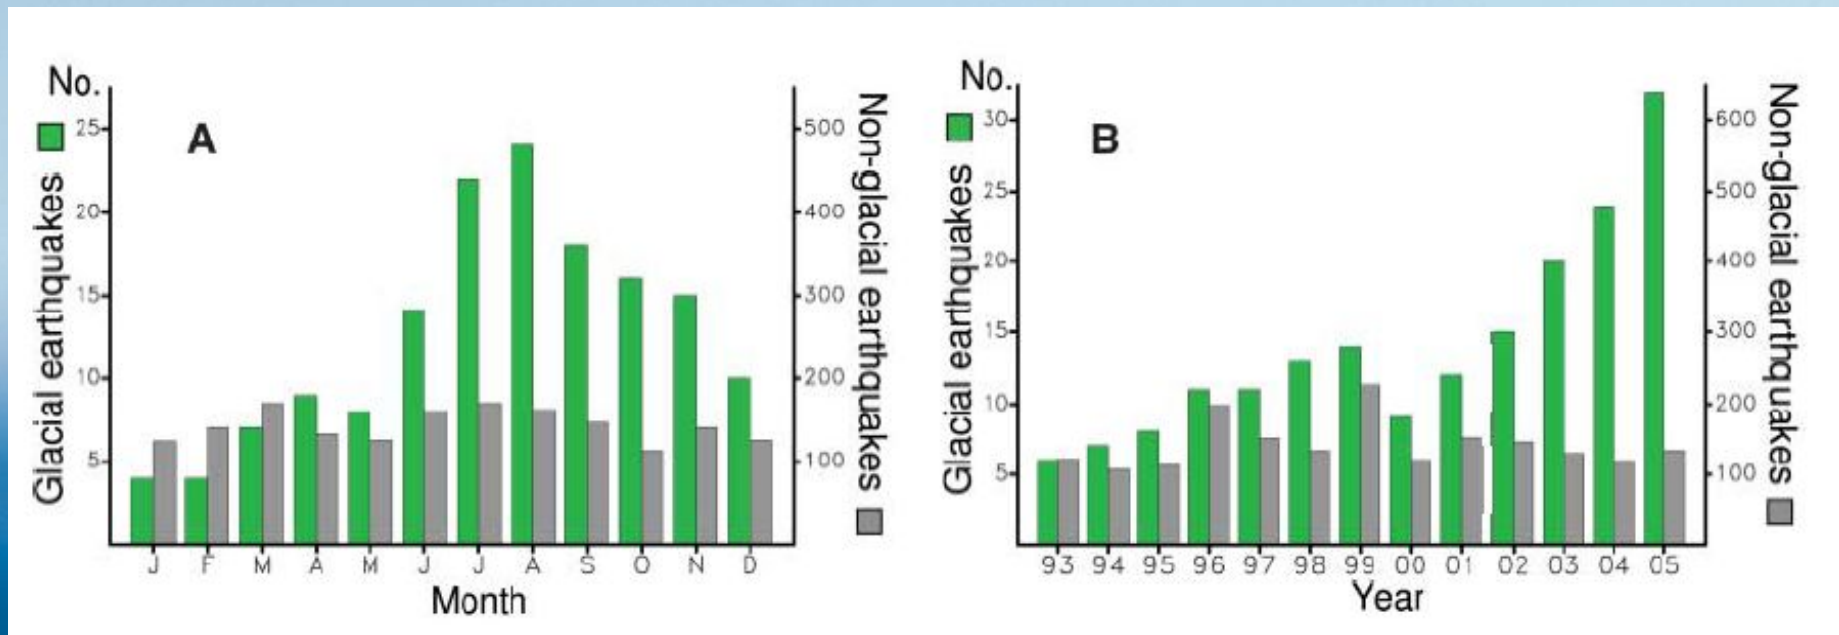 No.
Glacial earthquakes
25
20
15
10
5
A
500
400
300
200
100
Non-glacial earthquakes
J F M A M J J A S O N D
Month
No.
Glacial earthquakes
30
25
20
15
10
5
B
600
500
400
300
200
100
Non-glacial earthquakes
93 94 95 96 97 98 99 00 01 02 03 04 05
Year